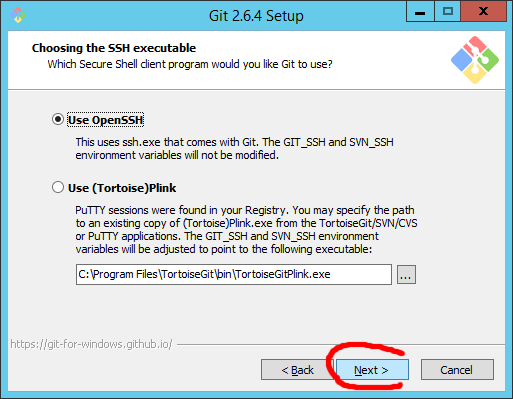 Git 2.6.4 Setup
Choosing the SSH executable
Which Secure Shell client program would you like Git to use?
Use OpenSSH
This uses ssh.exe that comes with Git. The GIT_SSH and SVN_SSH
environment variables will not be modified.
Use (Tortoise)Plink
PuTTY sessions were found in your Registry. You may specify the path
to an existing copy of (Tortoise)Plink.exe from the TortoiseGit/SVN/CVS
or PuTTY applications. The GIT_SSH and SVN_SSH environment
variables will be adjusted to point to the following executable:
C:\Program Files\TortoiseGit\bin\TortoiseGitPlink.exe
...
https://git-for-windows.github.io/
< Back
Next >
Cancel